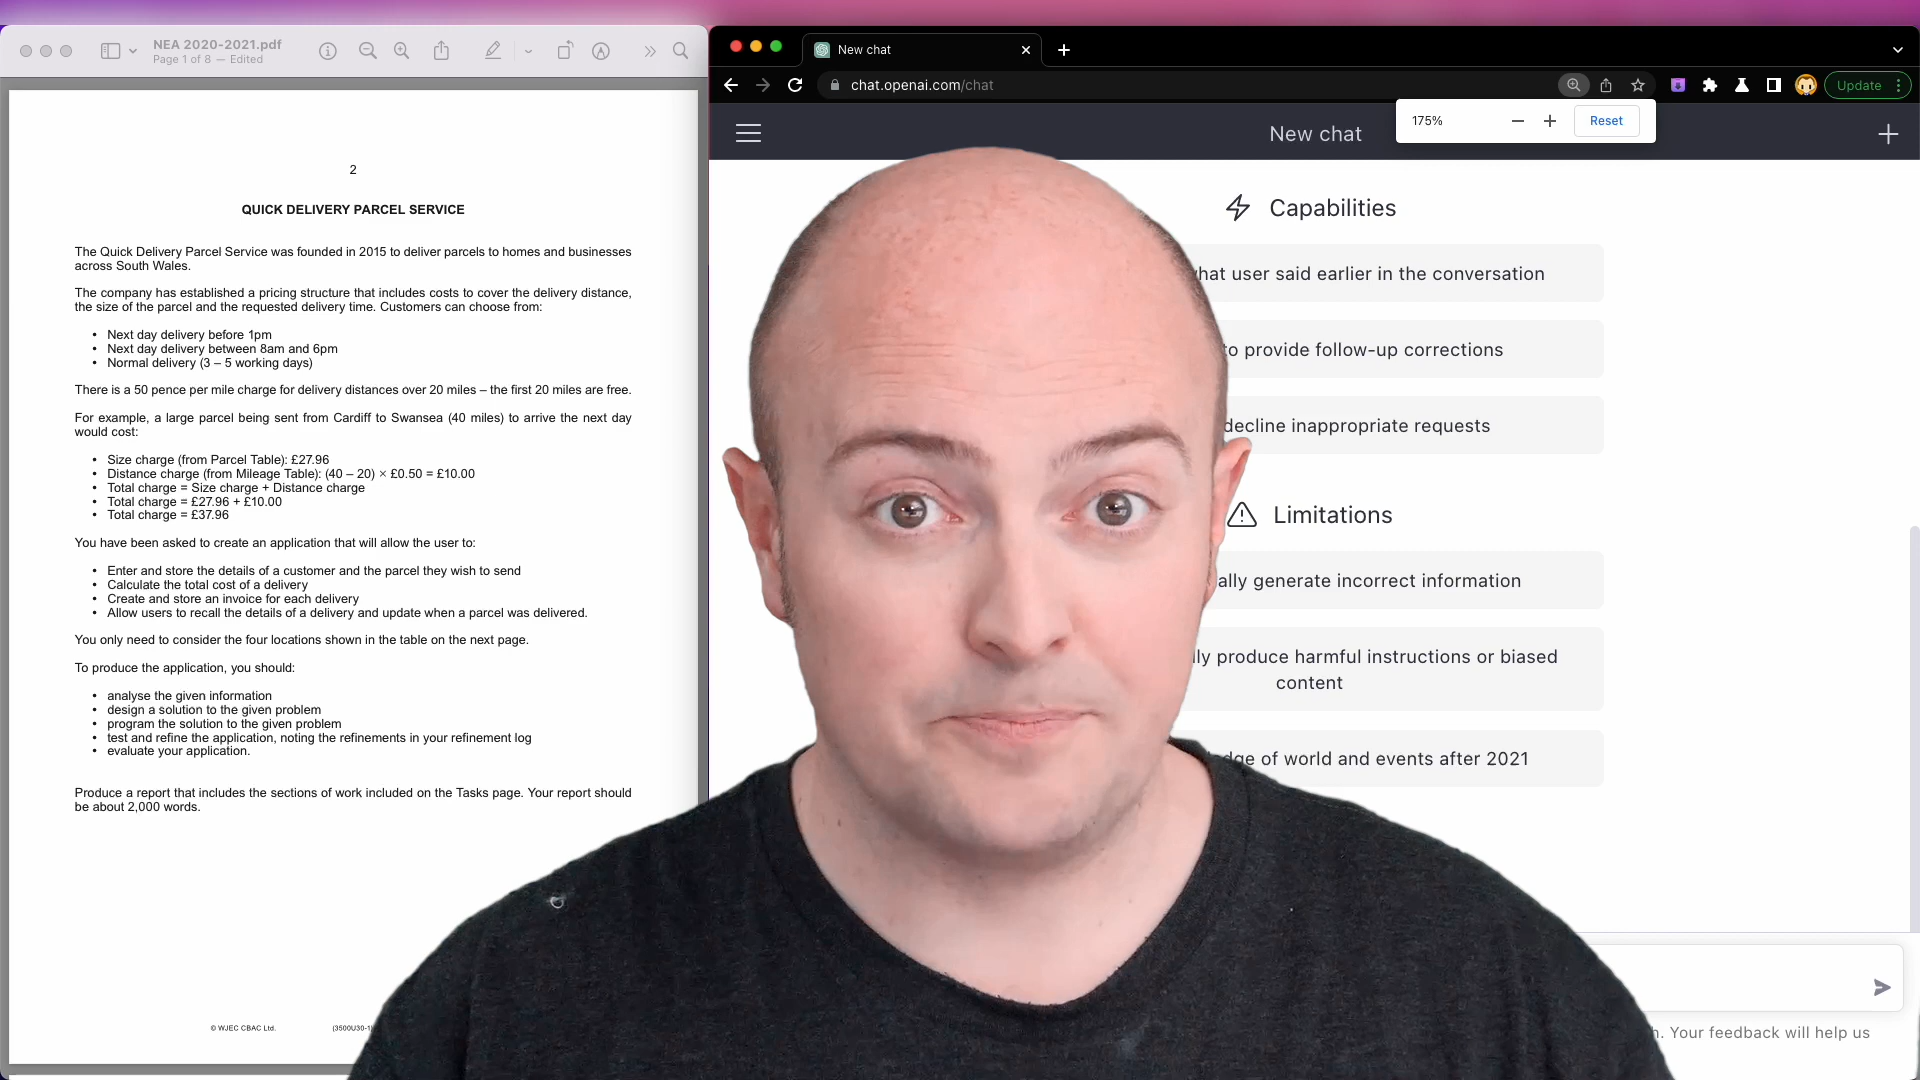 NEA 2020-2021.pdf
Page 1 of 8 — Edited
2
QUICK DELIVERY PARCEL SERVICE
The Quick Delivery Parcel Service was founded in 2015 to deliver parcels to homes and businesses
across South Wales.
The company has established a pricing structure that includes costs to cover the delivery distance,
the size of the parcel and the requested delivery time. Customers can choose from:
• Next day delivery before 1pm
• Next day delivery between 8am and 6pm
• Normal delivery (3 – 5 working days)
There is a 50 pence per mile charge for delivery distances over 20 miles – the first 20 miles are free.
For example, a large parcel being sent from Cardiff to Swansea (40 miles) to arrive the next day
would cost:
• Size charge (from Parcel Table): £27.96
• Distance charge (from Mileage Table): (40 – 20) × £0.50 = £10.00
• Total charge = Size charge + Distance charge
• Total charge = £27.96 + £10.00
• Total charge = £37.96
You have been asked to create an application that will allow the user to:
• Enter and store the details of a customer and the parcel they wish to send
• Calculate the total cost of a delivery
• Create and store an invoice for each delivery
• Allow users to recall the details of a delivery and update when a parcel was delivered.
You only need to consider the four locations shown in the table on the next page.
To produce the application, you should:
• analyse the given information
• design a solution to the given problem
• program the solution to the given problem
• test and refine the application, noting the refinements in your refinement log
• evaluate your application.
Produce a report that includes the sections of work included on the Tasks page. Your report should
be about 2,000 words.
© WJEC CBAC Ltd. (3500U30-1)
New chat
chat.openai.com/chat
Update
175%
Reset
New chat
Capabilities
what user said earlier in the conversation
to provide follow-up corrections
decline inappropriate requests
Limitations
generate incorrect information
produce harmful instructions or biased
content
of world and events after 2021
Your feedback will help us